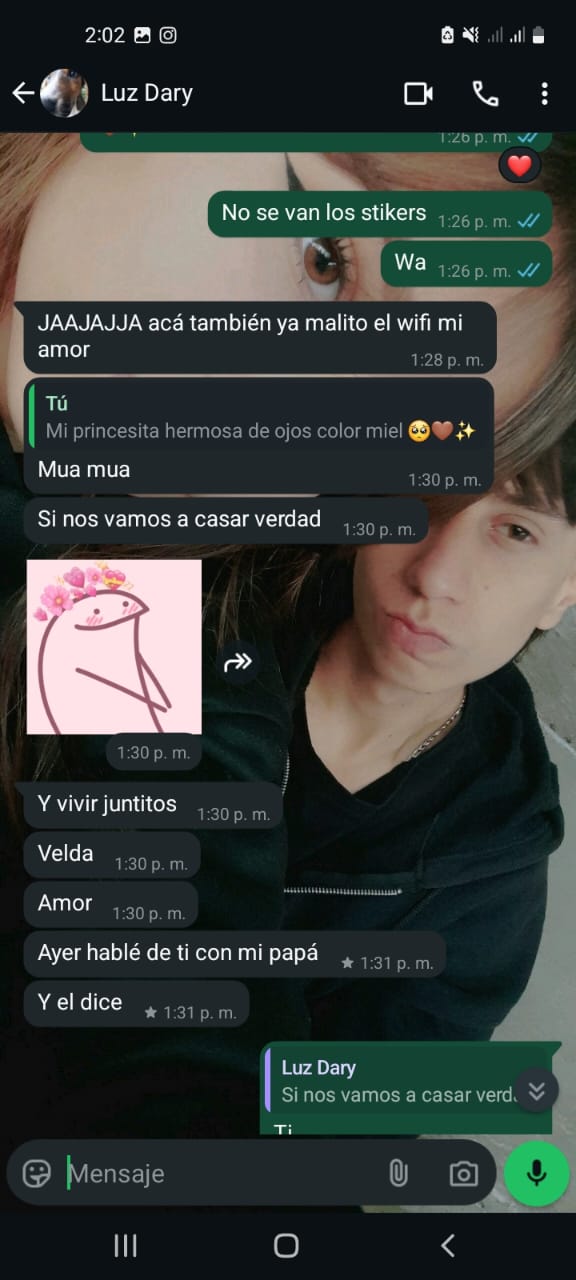 2:02
Luz Dary
1:26 p. m.
No se van los stikers 1:26 p. m.
Wa 1:26 p. m.
JAAJAJJA acá también ya malito el wifi mi
amor 1:28 p. m.
Tú
Mi princesita hermosa de ojos color miel 🥺🤎✨
Mua mua 1:30 p. m.
Si nos vamos a casar verdad 1:30 p. m.
1:30 p. m.
Y vivir juntitos 1:30 p. m.
Velda 1:30 p. m.
Amor 1:30 p. m.
Ayer hablé de ti con mi papá 1:31 p. m.
Y el dice 1:31 p. m.
Luz Dary
Si nos vamos a casar verd
Mensaje